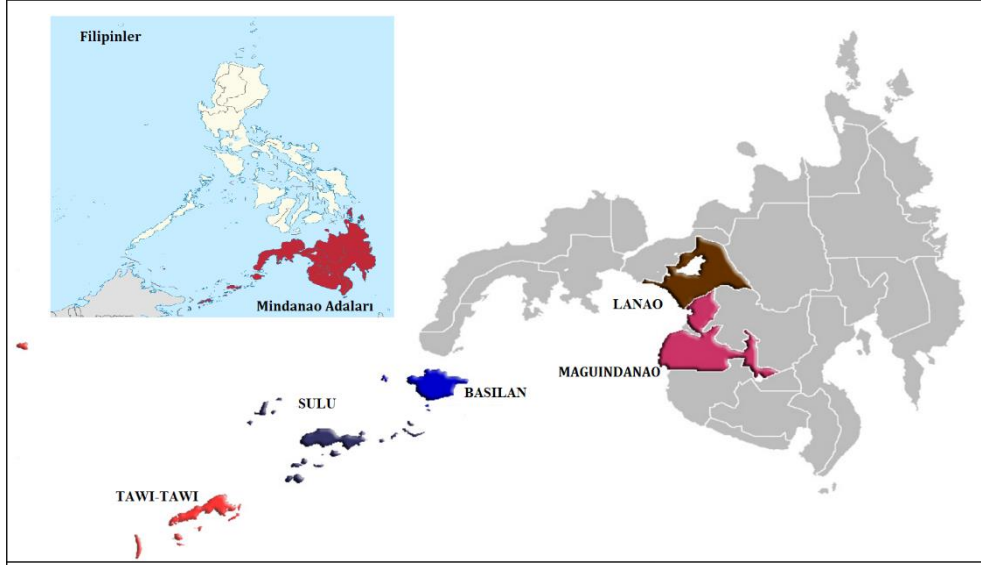 Filipinler
Mindanao Adaları
LANAO
MAGUINDANAO
BASILAN
SULU
TAWI-TAWI